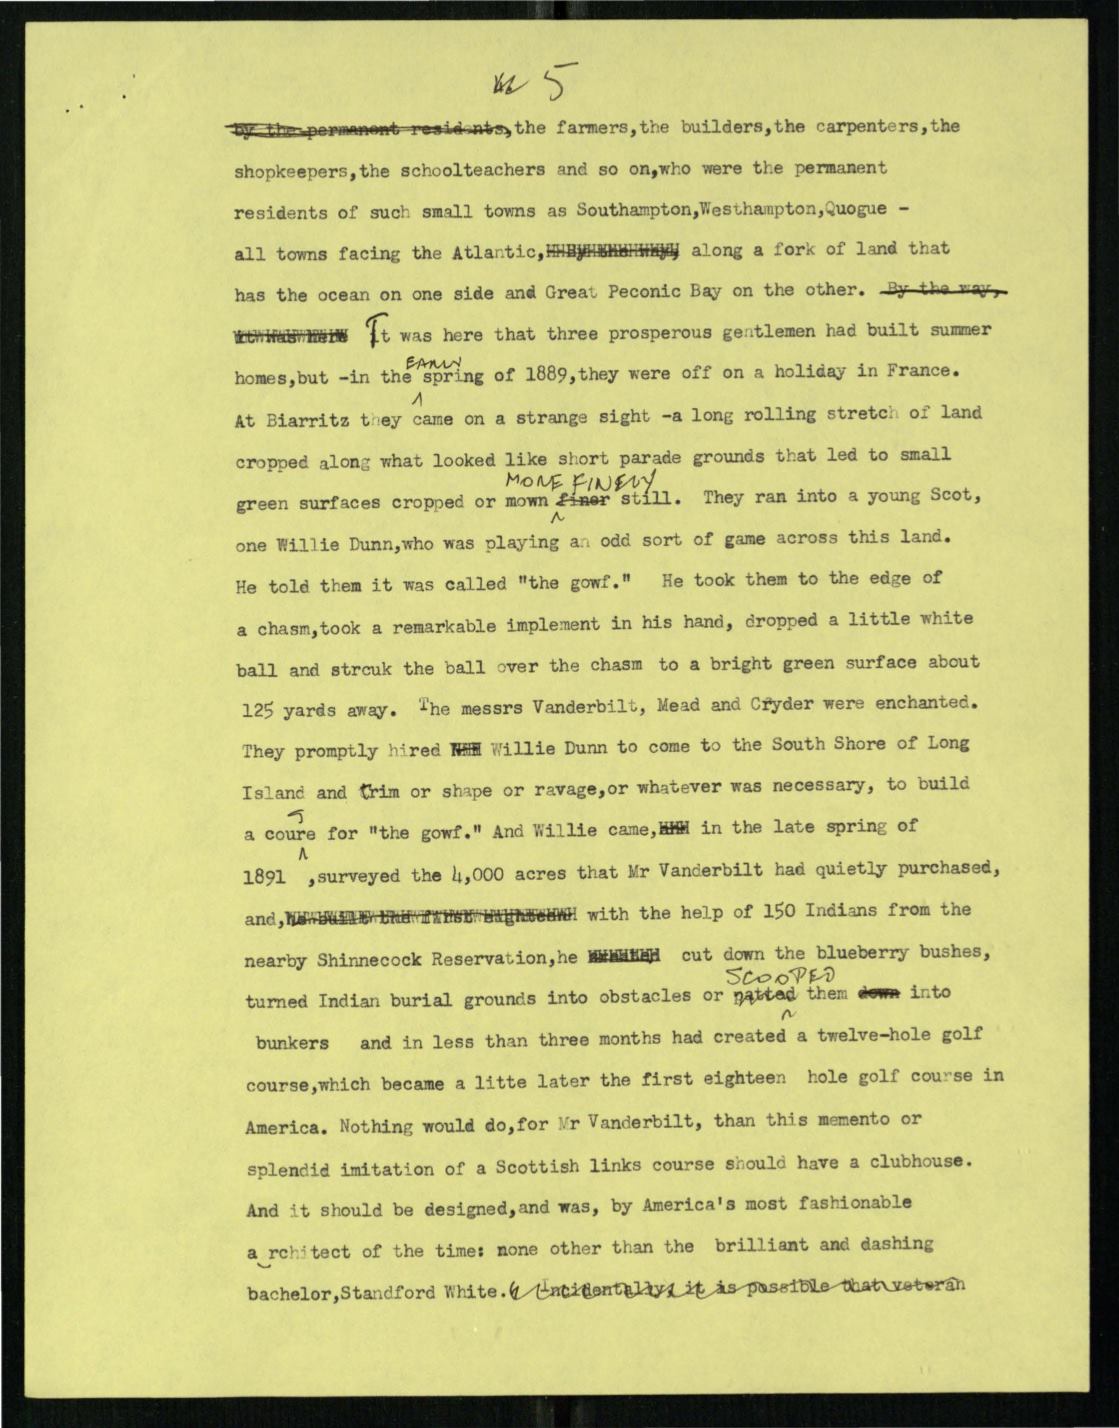 5
by the permanent residents,the farmers,the builders,the carpenters,the
shopkeepers,the schoolteachers and so on,who were the permanent
residents of such small towns as Southampton,Westhampton,Quogue -
all towns facing the Atlantic, along a fork of land that
has the ocean on one side and Great Peconic Bay on the other. By the way,
It was here that three prosperous gentlemen had built summer
EARLY
homes,but -in the spring of 1889,they were off on a holiday in France.
At Biarritz they came on a strange sight -a long rolling stretch of land
cropped along what looked like short parade grounds that led to small
MORE FINELY
green surfaces cropped or mown finer still. They ran into a young Scot,
one Willie Dunn,who was playing an odd sort of game across this land.
He told them it was called "the gowf." He took them to the edge of
a chasm,took a remarkable implement in his hand, dropped a little white
ball and strcuk the ball over the chasm to a bright green surface about
125 yards away. The messrs Vanderbilt, Mead and Cryder were enchanted.
They promptly hired Willie Dunn to come to the South Shore of Long
Island and trim or shape or ravage,or whatever was necessary, to build
s
a coure for "the gowf." And Willie came, in the late spring of
1891 ,surveyed the 4,000 acres that Mr Vanderbilt had quietly purchased,
and,he built the first eighteen with the help of 150 Indians from the
nearby Shinnecock Reservation,he cut down the blueberry bushes,
SCOOPED
turned Indian burial grounds into obstacles or patted them down into
bunkers and in less than three months had created a twelve-hole golf
course,which became a litte later the first eighteen hole golf course in
America. Nothing would do,for Mr Vanderbilt, than this memento or
splendid imitation of a Scottish links course should have a clubhouse.
And it should be designed,and was, by America's most fashionable
a rchitect of the time: none other than the brilliant and dashing
bachelor,Standford White. Incidentally, it is possible that veteran